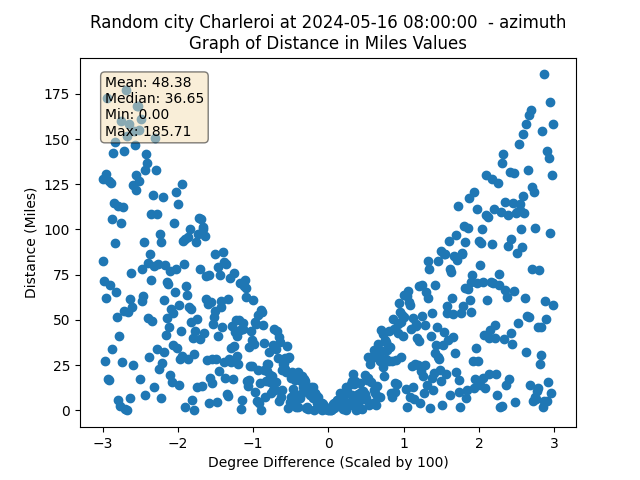 Random city Charleroi at 2024-05-16 08:00:00  - azimuth
Graph of Distance in Miles Values
Mean: 48.38
Median: 36.65
Min: 0.00
Max: 185.71
175
150
125
100
75
50
25
0
Distance (Miles)
−3 −2 −1 0 1 2 3
Degree Difference (Scaled by 100)